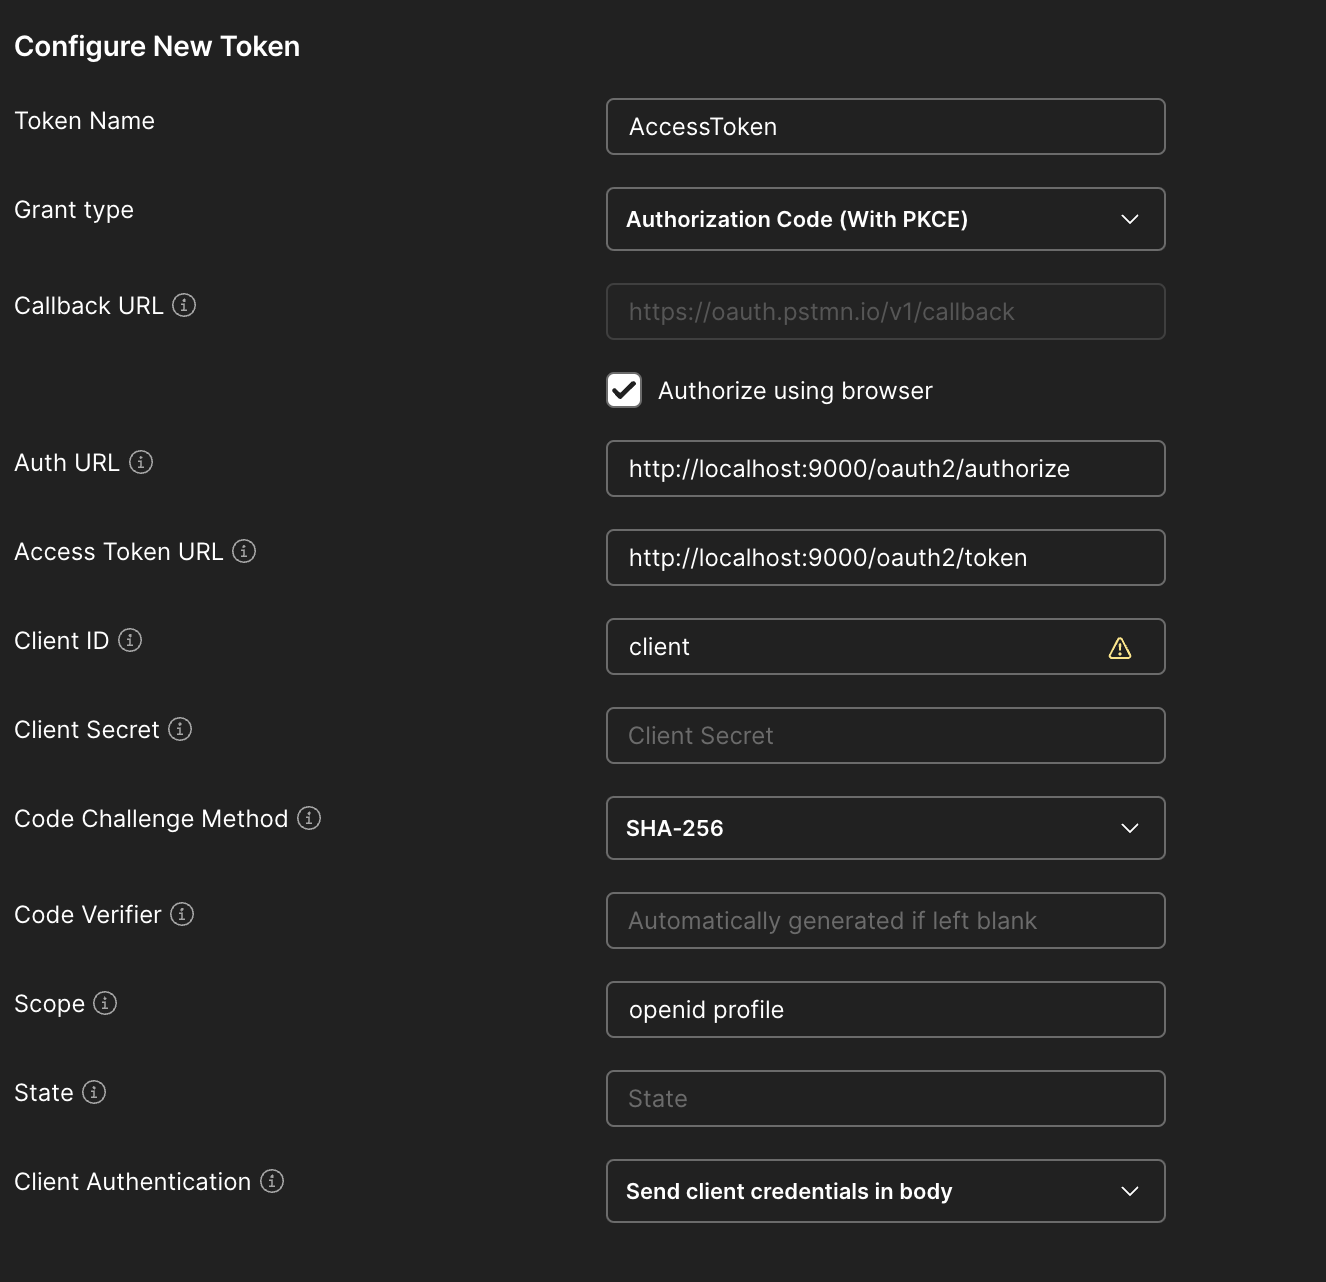 Configure New Token
Token Name
AccessToken
Grant type
Authorization Code (With PKCE)
Callback URL
https://oauth.pstmn.io/v1/callback
Authorize using browser
Auth URL
http://localhost:9000/oauth2/authorize
Access Token URL
http://localhost:9000/oauth2/token
Client ID
client
Client Secret
Client Secret
Code Challenge Method
SHA-256
Code Verifier
Automatically generated if left blank
Scope
openid profile
State
State
Client Authentication
Send client credentials in body